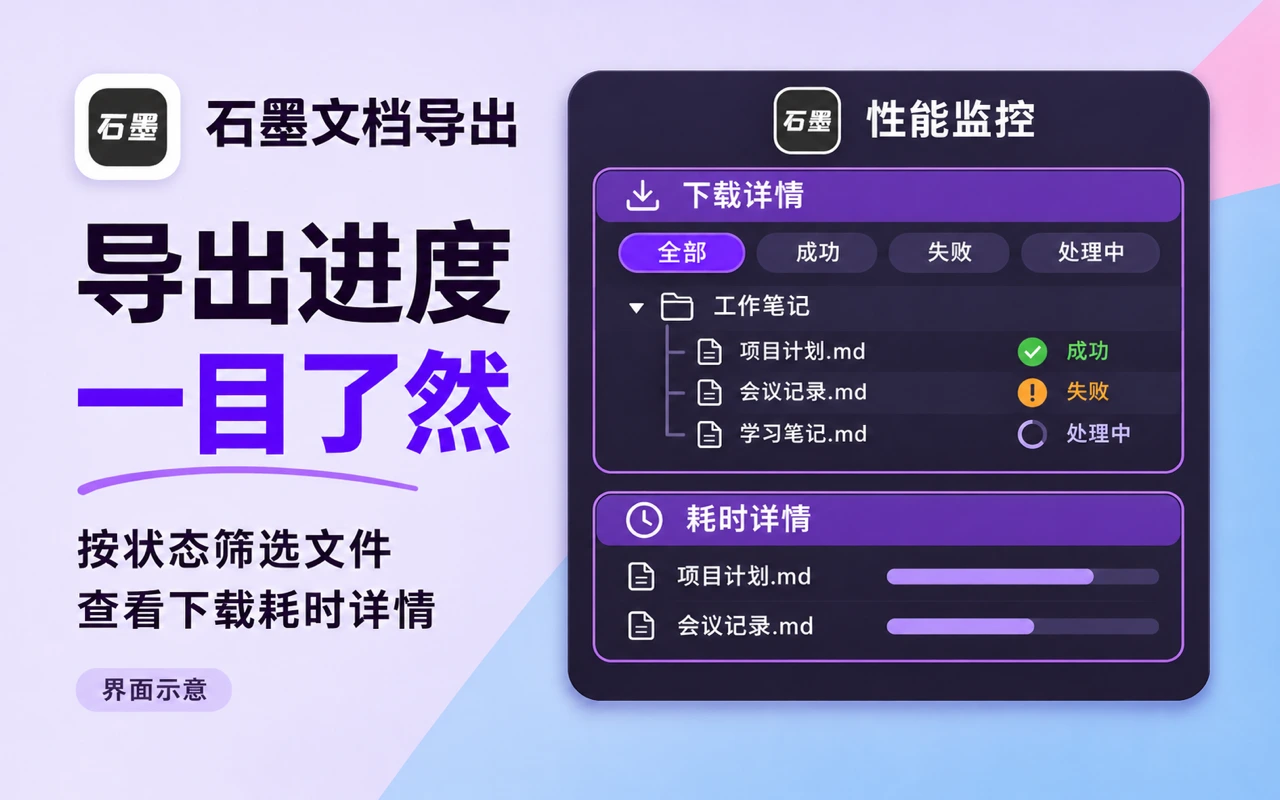 石墨
石墨文档导出
导出进度
一目了然
按状态筛选文件
查看下载耗时详情
界面示意
石墨
性能监控
下载详情
全部 成功 失败 处理中
工作笔记
项目计划.md 成功
会议记录.md 失败
学习笔记.md 处理中
耗时详情
项目计划.md
会议记录.md